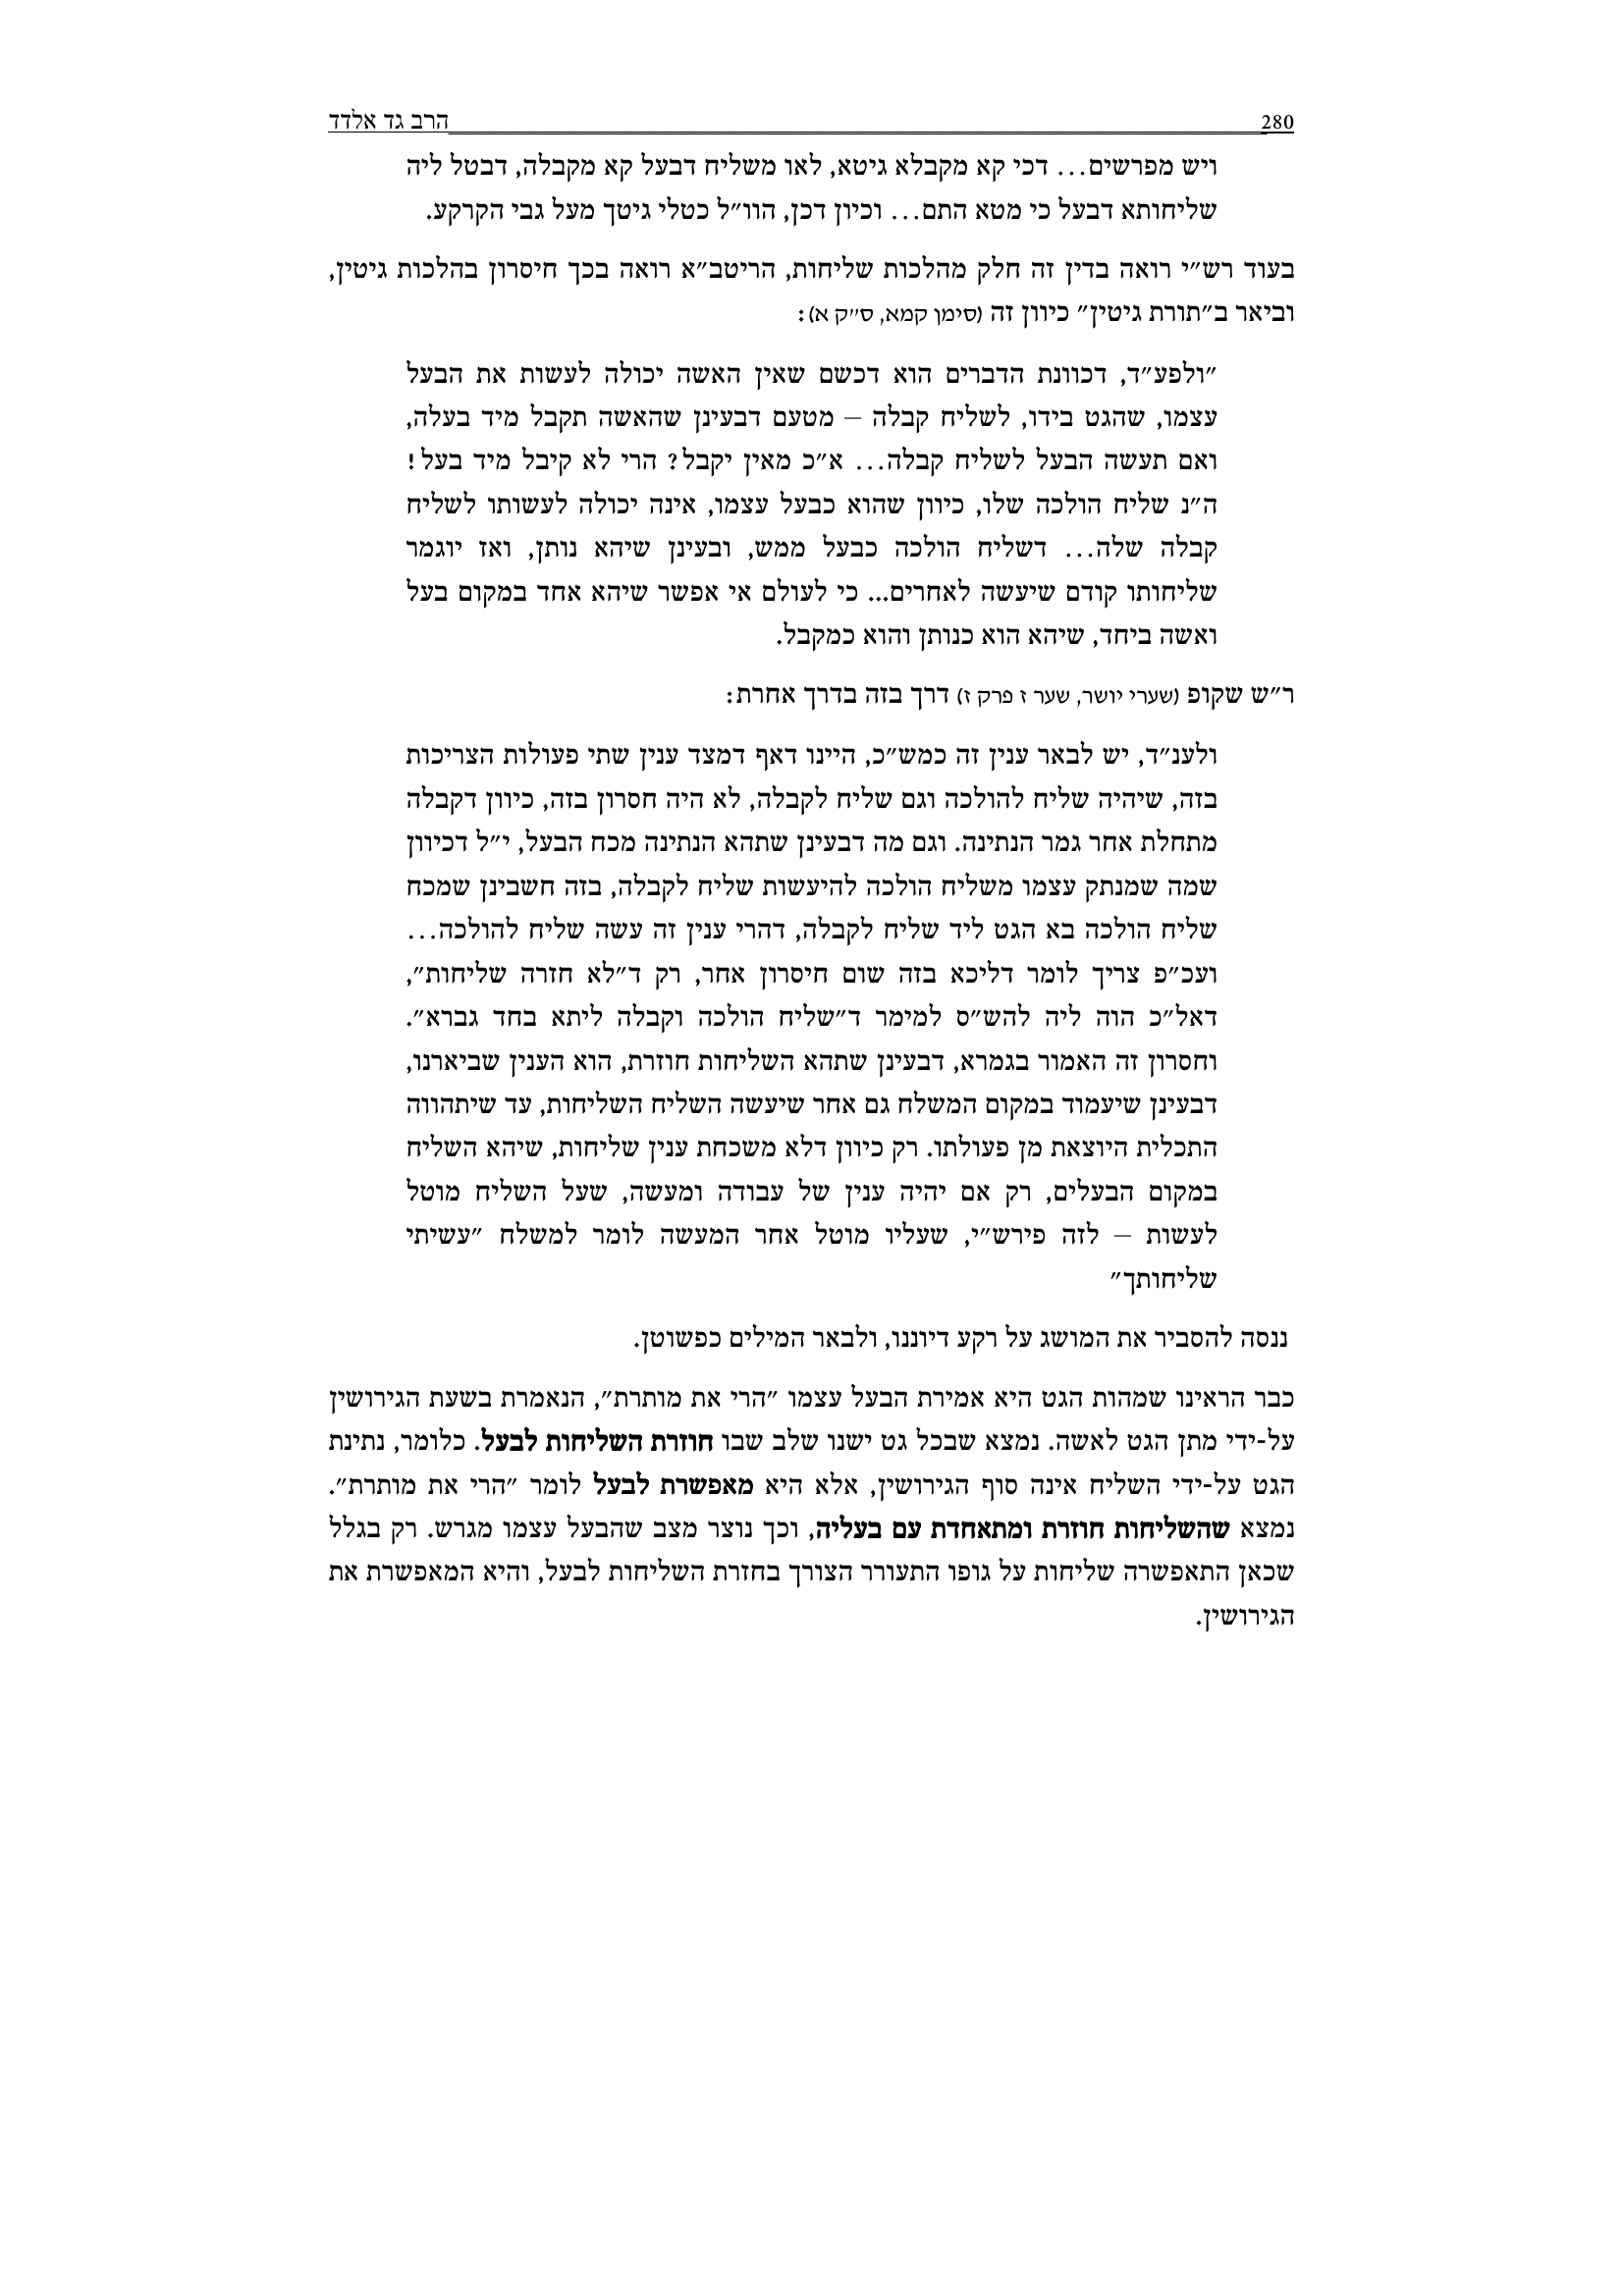 280 הרב גד אלדד
ויש מפרשים... דכי קא מקבלא גיטא, לאו משליח דבעל קא מקבלה, דבטל ליה
שליחותא דבעל כי מטא התם... וכיון דכן, הוו״ל כטלי גיטך מעל גבי הקרקע.
בעוד רש״י רואה בדין זה חלק מהלכות שליחות, הריטב״א רואה בכך חיסרון בהלכות גיטין,
וביאר ב״תורת גיטין״ כיוון זה (סימן קמא, ס״ק א):
״ולפע״ד, דכוונת הדברים הוא דכשם שאין האשה יכולה לעשות את הבעל
עצמו, שהגט בידו, לשליח קבלה – מטעם דבעינן שהאשה תקבל מיד בעלה,
ואם תעשה הבעל לשליח קבלה... א״כ מאין יקבל? הרי לא קיבל מיד בעל!
ה״נ שליח הולכה שלו, כיוון שהוא כבעל עצמו, אינה יכולה לעשותו לשליח
קבלה שלה... דשליח הולכה כבעל ממש, ובעינן שיהא נותן, ואז יוגמר
שליחותו קודם שיעשה לאחרים... כי לעולם אי אפשר שיהא אחד במקום בעל
ואשה ביחד, שיהא הוא כנותן והוא כמקבל.
ר״ש שקופ (שערי יושר, שער ז פרק ז) דרך בזה בדרך אחרת:
ולענ״ד, יש לבאר ענין זה כמש״כ, היינו דאף דמצד ענין שתי פעולות הצריכות
בזה, שיהיה שליח להולכה וגם שליח לקבלה, לא היה חסרון בזה, כיוון דקבלה
מתחלת אחר גמר הנתינה. וגם מה דבעינן שתהא הנתינה מכח הבעל, י״ל דכיוון
שמה שמנתק עצמו משליח הולכה להיעשות שליח לקבלה, בזה חשבינן שמכח
שליח הולכה בא הגט ליד שליח לקבלה, דהרי ענין זה עשה שליח להולכה...
ועכ״פ צריך לומר דליכא בזה שום חיסרון אחר, רק ד״לא חזרה שליחות״,
דאל״כ הוה ליה להש״ס למימר ד״שליח הולכה וקבלה ליתא בחד גברא״.
וחסרון זה האמור בגמרא, דבעינן שתהא השליחות חוזרת, הוא הענין שביארנו,
דבעינן שיעמוד במקום המשלח גם אחר שיעשה השליח השליחות, עד שיתהווה
התכלית היוצאת מן פעולתו. רק כיוון דלא משכחת ענין שליחות, שיהא השליח
במקום הבעלים, רק אם יהיה ענין של עבודה ומעשה, שעל השליח מוטל
לעשות – לזה פירש״י, שעליו מוטל אחר המעשה לומר למשלח ״עשיתי
שליחותך״
ננסה להסביר את המושג על רקע דיוננו, ולבאר המילים כפשוטן.
כבר הראינו שמהות הגט היא אמירת הבעל עצמו ״הרי את מותרת״, הנאמרת בשעת הגירושין
על-ידי מתן הגט לאשה. נמצא שבכל גט ישנו שלב שבו חוזרת השליחות לבעל. כלומר, נתינת
הגט על-ידי השליח אינה סוף הגירושין, אלא היא מאפשרת לבעל לומר ״הרי את מותרת״.
נמצא שהשליחות חוזרת ומתאחדת עם בעליה, וכך נוצר מצב שהבעל עצמו מגרש. רק בגלל
שכאן התאפשרה שליחות על גופו התעורר הצורך בחזרת השליחות לבעל, והיא המאפשרת את
הגירושין.